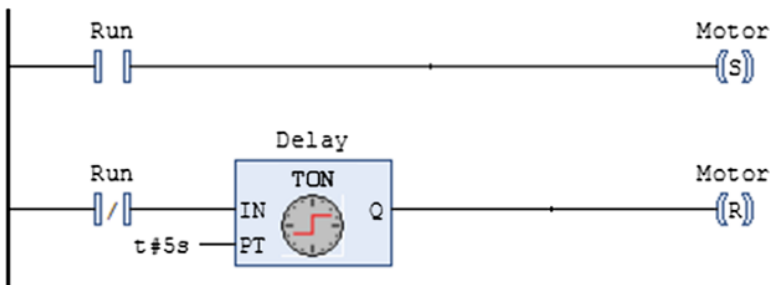 Run Motor
S
Delay
Run TON Motor
/ IN Q R
t#5s PT